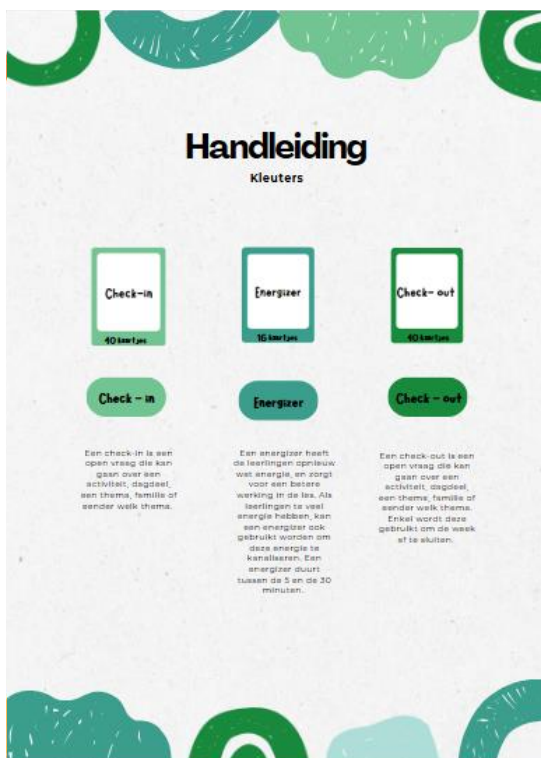 Handleiding
Kleuters
Check-in
40 kaartjes
Energizer
16 kaartjes
Check- out
40 kaartjes
Check - in
Energizer
Check - out
Een check-in is een
open vraag die kan
gaan over een
activiteit, dagdeel,
een thema, familie of
eender welk thema.
Een energizer heeft
de leerlingen opnieuw
wat energie, en zorgt
voor een betere
werking in de les. Als
leerlingen te veel
energie hebben, kan
een energizer ook
gebruikt worden om
deze energie te
kanaliseren. Een
energizer duurt
tussen de 5 en de 30
minuten.
Een check-out is een
open vraag die kan
gaan over een
activiteit, dagdeel,
een thema, familie of
eender welk thema.
Enkel wordt deze
gebruikt om de week
af te sluiten.